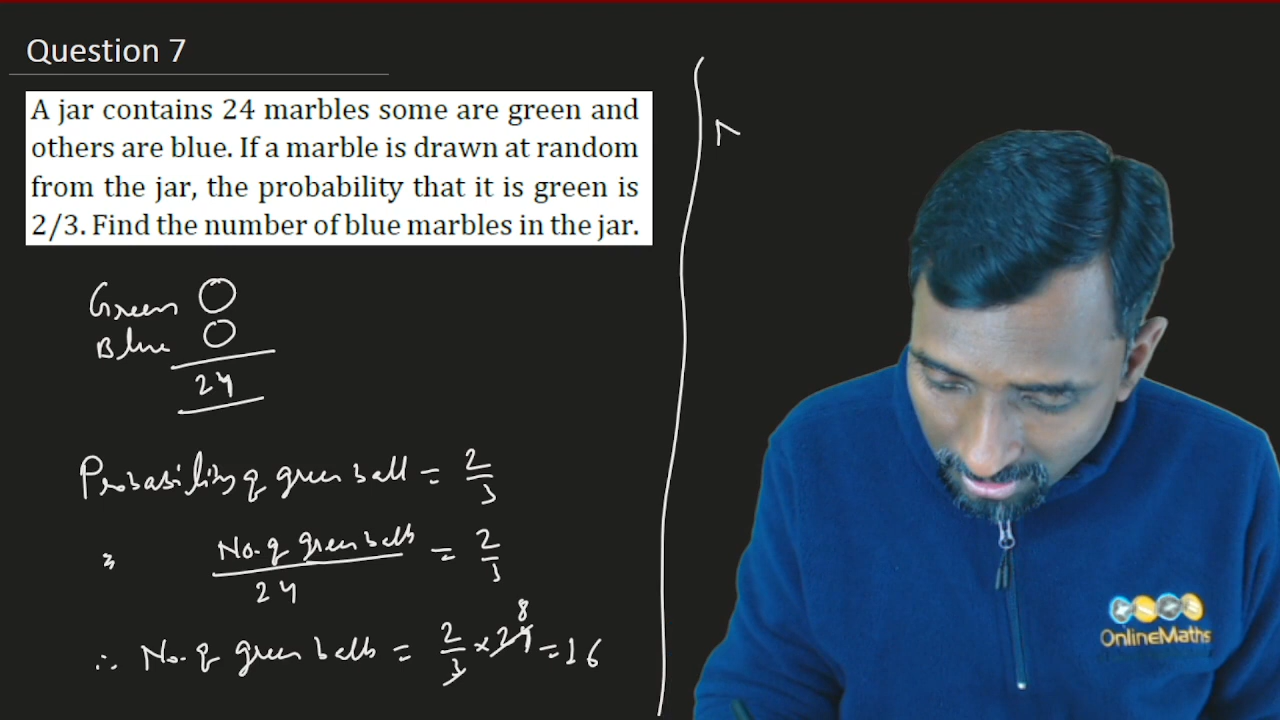 Question 7
A jar contains 24 marbles some are green and
others are blue. If a marble is drawn at random
from the jar, the probability that it is green is
2/3. Find the number of blue marbles in the jar.
Green ○
Blue ○
24
Probability of green ball = 2/3
No. of green balls / 24 = 2/3
∴ No. of green balls = 2/3 × 24 8 = 16
OnlineMaths